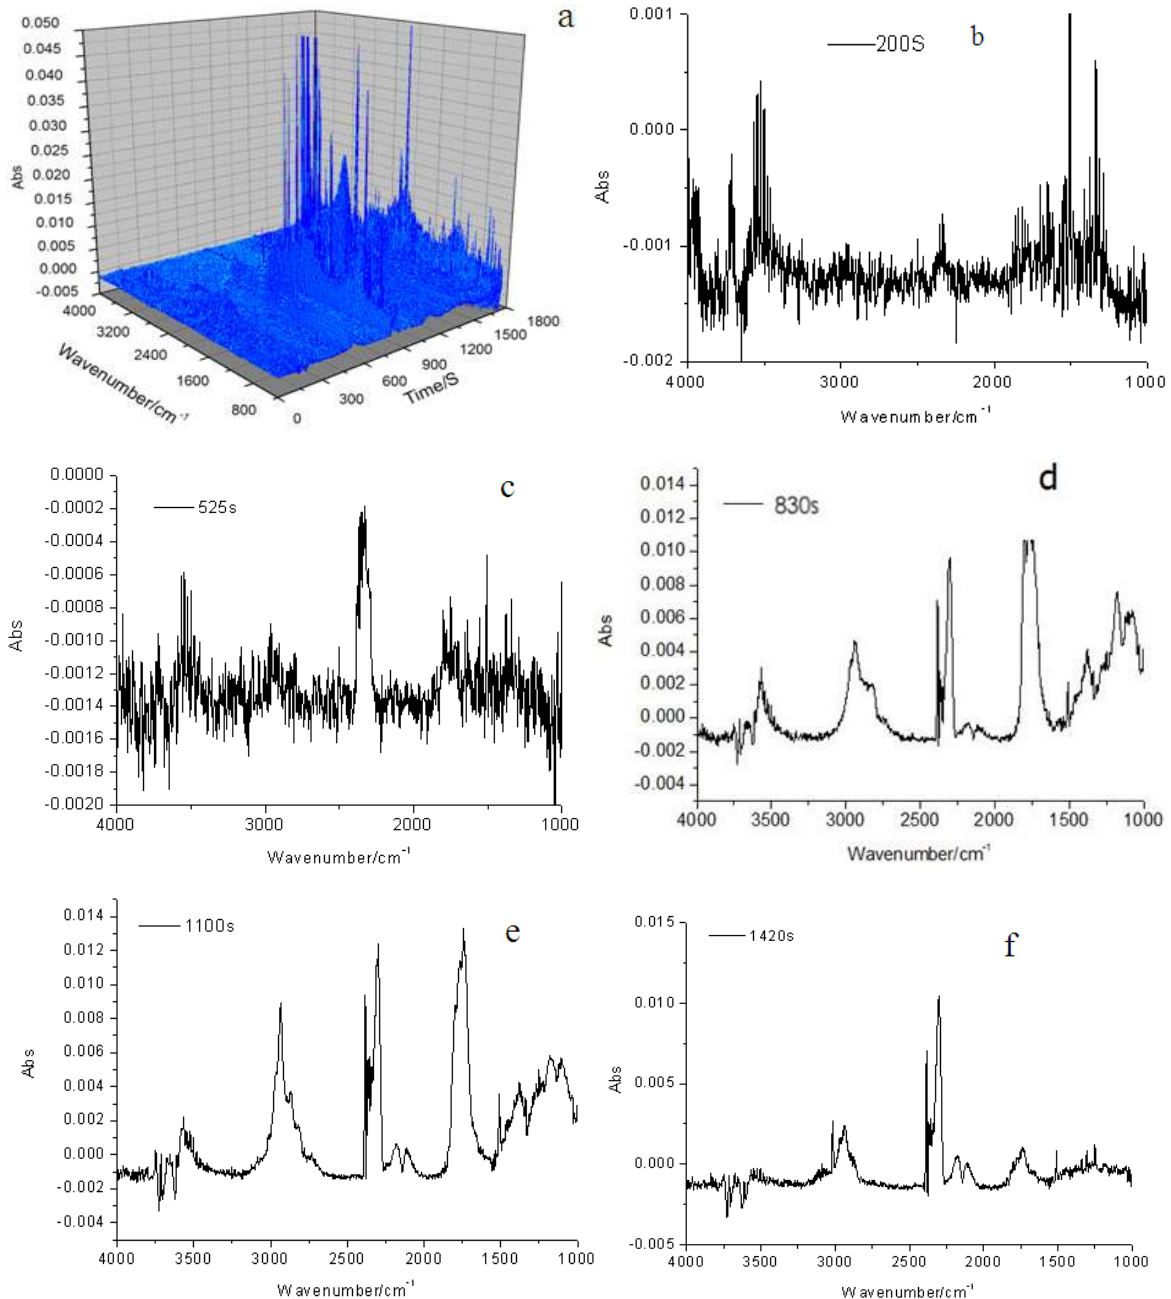 a
0.050
0.045
0.040
0.035
0.030
0.025
0.020
0.015
0.010
0.005
0.000
-0.005
Abs
4000
3200
2400
1600
800
Wavenumber/cm⁻¹
0
300
600
900
1200
1500
1800
Time/S
b
200S
0.001
0.000
-0.001
-0.002
Abs
4000 3000 2000 1000
Wavenumber/cm⁻¹
c
525s
0.0000
-0.0002
-0.0004
-0.0006
-0.0008
-0.0010
-0.0012
-0.0014
-0.0016
-0.0018
-0.0020
Abs
4000 3000 2000 1000
Wavenumber/cm⁻¹
d
830s
0.014
0.012
0.010
0.008
0.006
0.004
0.002
0.000
-0.002
-0.004
Abs
4000 3500 3000 2500 2000 1500 1000
Wavenumber/cm⁻¹
e
1100s
0.014
0.012
0.010
0.008
0.006
0.004
0.002
0.000
-0.002
-0.004
Abs
4000 3500 3000 2500 2000 1500 1000
Wavenumber/cm⁻¹
f
1420s
0.015
0.010
0.005
0.000
-0.005
Abs
4000 3500 3000 2500 2000 1500 1000
Wavenumber/cm⁻¹